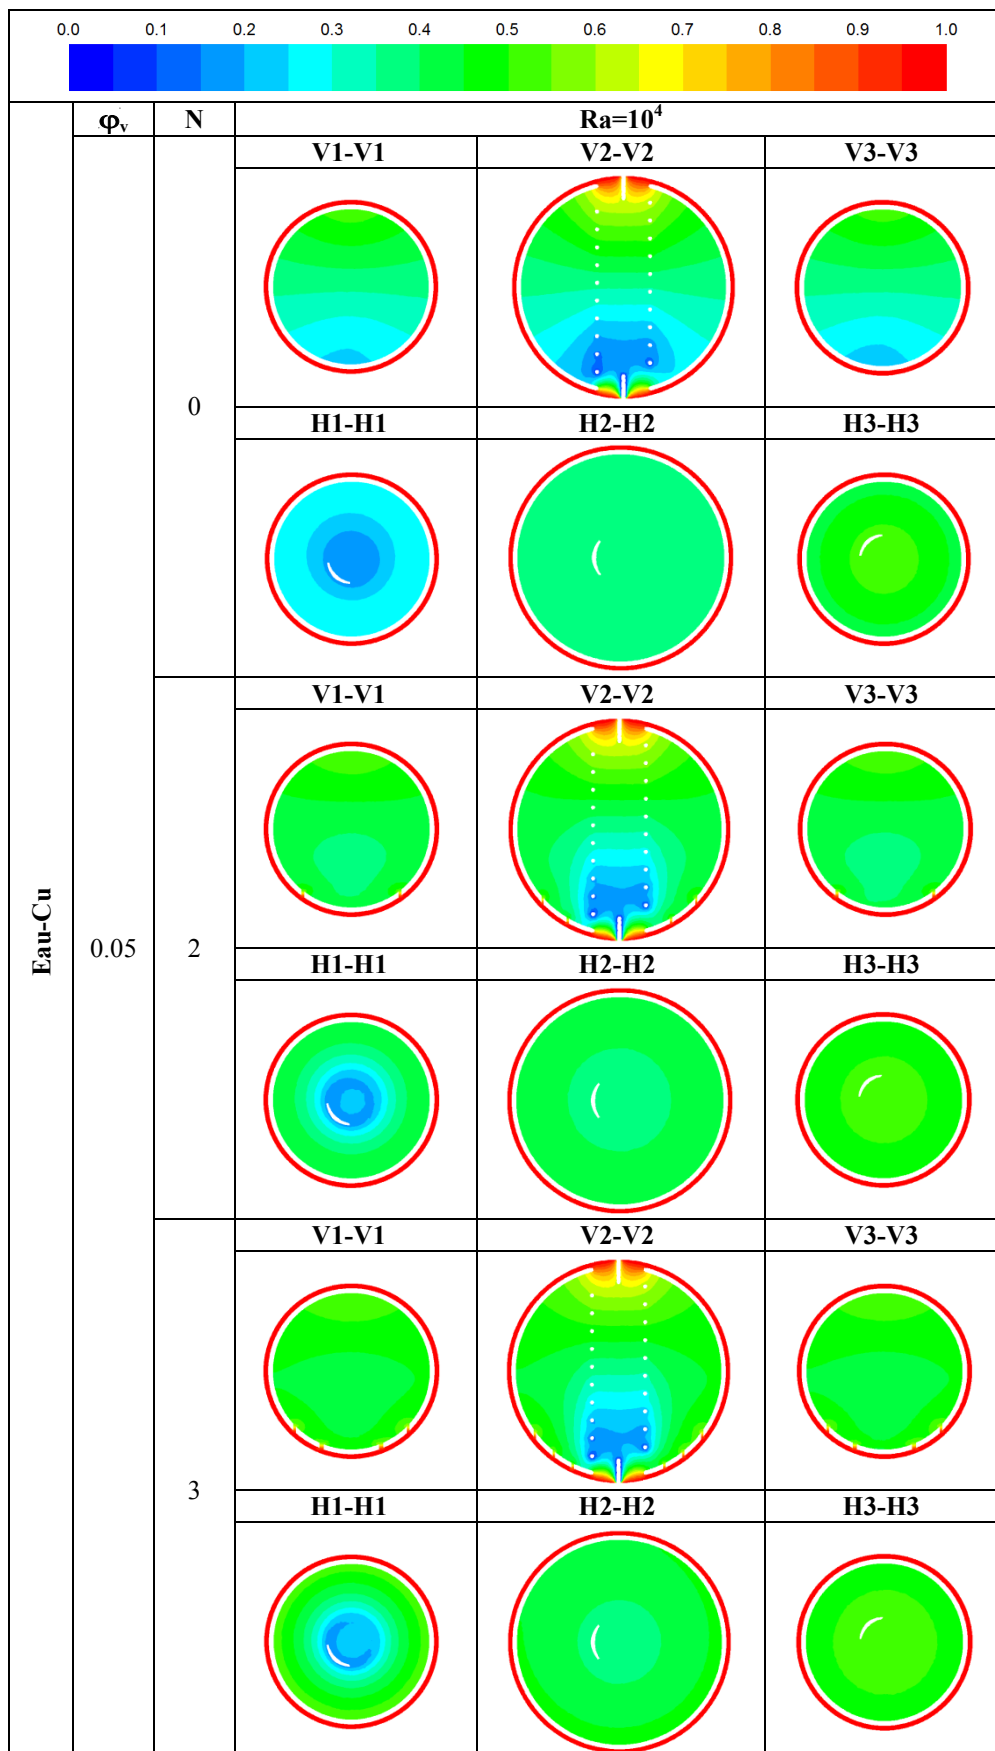 0.0 0.1 0.2 0.3 0.4 0.5 0.6 0.7 0.8 0.9 1.0
φv N Ra=10⁴
V1-V1 V2-V2 V3-V3
0
H1-H1 H2-H2 H3-H3
V1-V1 V2-V2 V3-V3
Eau-Cu
0.05 2
H1-H1 H2-H2 H3-H3
V1-V1 V2-V2 V3-V3
3
H1-H1 H2-H2 H3-H3